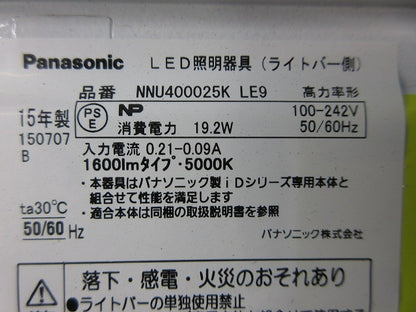 Panasonic LED照明器具(ライトバー側)
品番 NNU400025K LE9 高力率形
15年製
150707
B
PS
E
NP 100-242V
消費電力 19.2W 50/60Hz
入力電流 0.21-0.09A
1600lmタイプ・5000K
・本器具はパナソニック製iDシリーズ専用本体と
組合せて性能を満足します
・適合本体は同梱の取扱説明書を参照
ta30℃
50/60 Hz
パナソニック株式会社
落下・感電・火災のおそれあり
●ライトバーの単独使用禁止